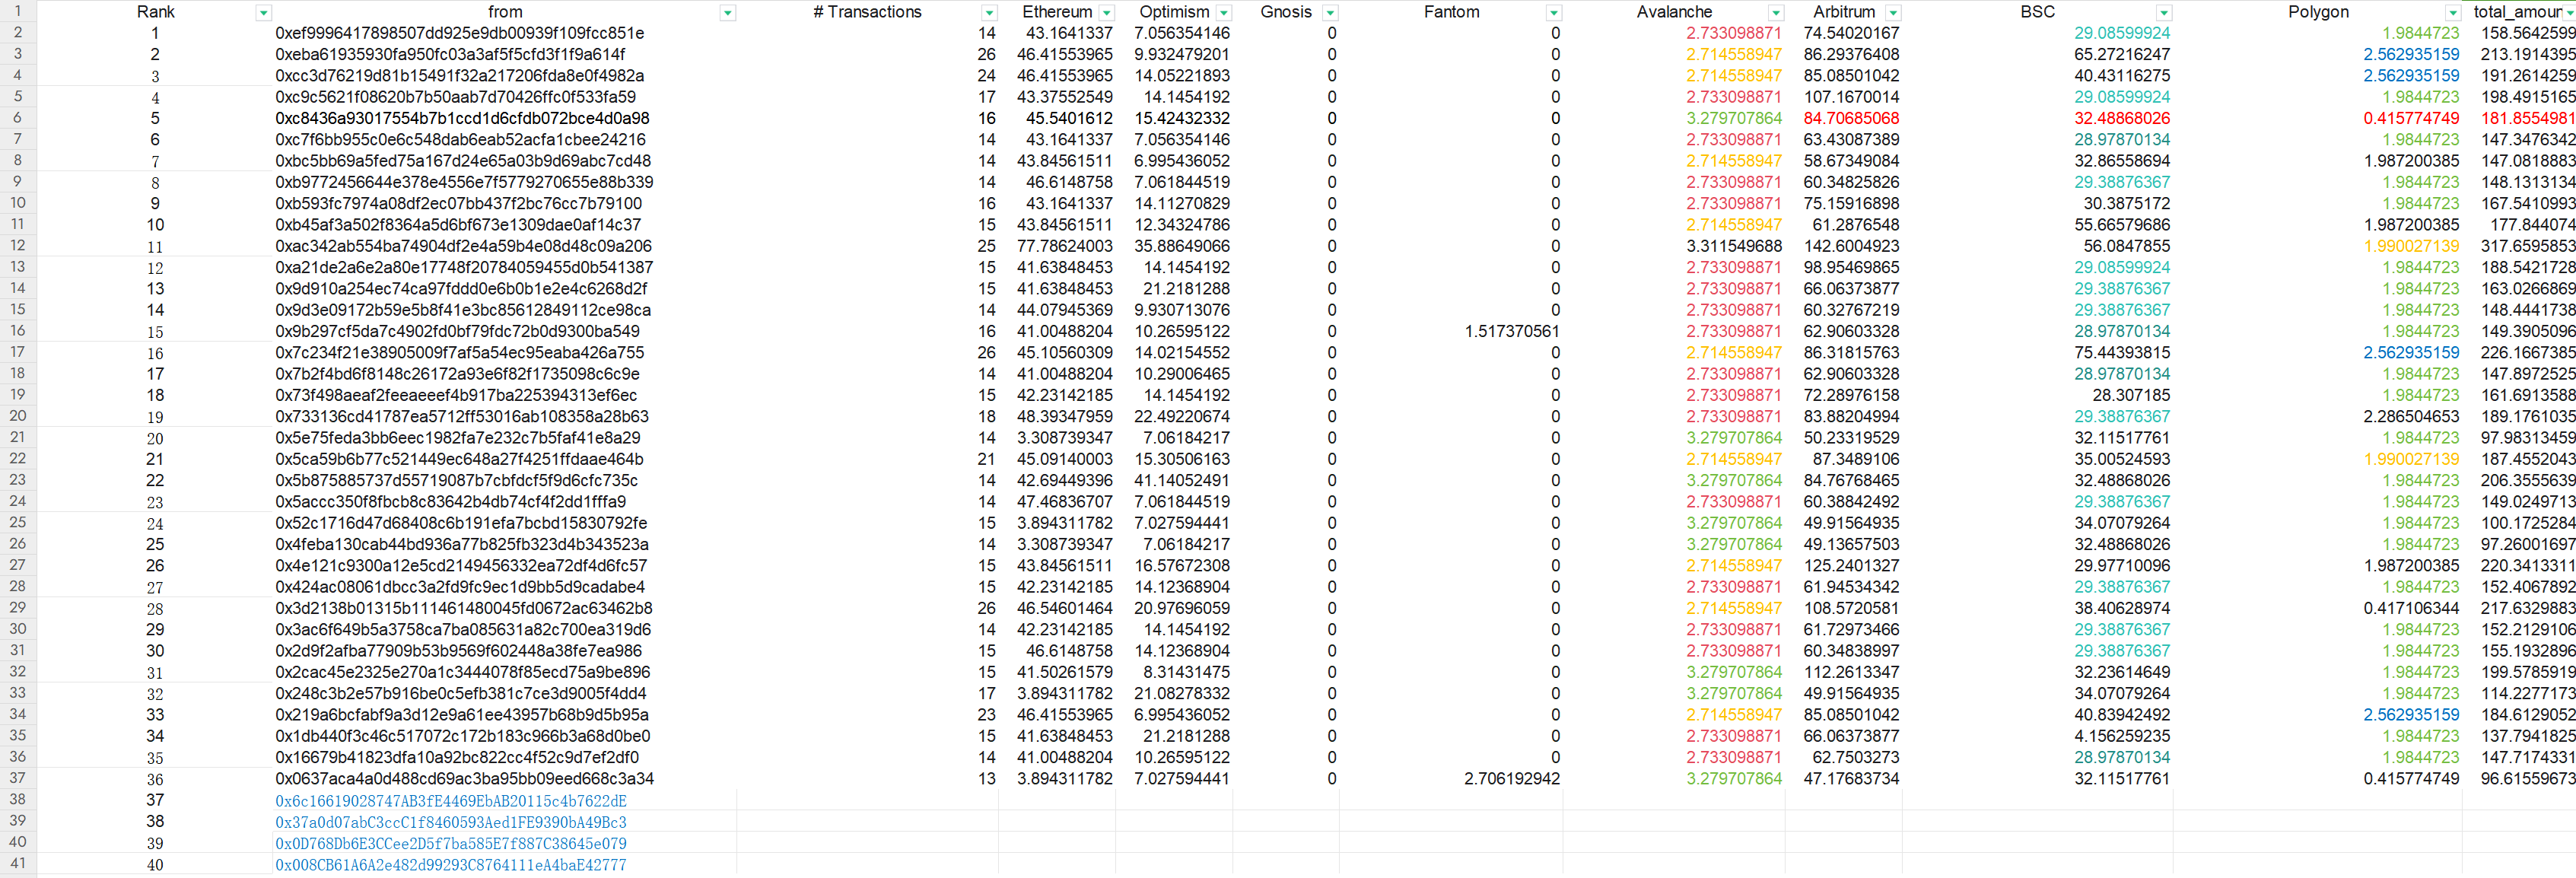 1 Rank from # Transactions Ethereum Optimism Gnosis Fantom Avalanche Arbitrum BSC Polygon total_amoun
2 1 0xef9996417898507dd925e9db00939f109fcc851e 14 43.1641337 7.056354146 0 0 2.733098871 74.54020167 29.08599924 1.9844723 158.5642599
3 2 0xeba61935930fa950fc03a3af5f5cfd3f1f9a614f 26 46.41553965 9.932479201 0 0 2.714558947 86.29376408 65.27216247 2.562935159 213.1914395
4 3 0xcc3d76219d81b15491f32a217206fda8e0f4982a 24 46.41553965 14.05221893 0 0 2.714558947 85.08501042 40.43116275 2.562935159 191.2614259
5 4 0xc9c5621f08620b7b50aab7d70426ffc0f533fa59 17 43.37552549 14.1454192 0 0 2.733098871 107.1670014 29.08599924 1.9844723 198.4915165
6 5 0xc8436a93017554b7b1ccd1d6cfdb072bce4d0a98 16 45.5401612 15.42432332 0 0 3.279707864 84.70685068 32.48868026 0.415774749 181.8554981
7 6 0xc7f6bb955c0e6c548dab6eab52acfa1cbee24216 14 43.1641337 7.056354146 0 0 2.733098871 63.43087389 28.97870134 1.9844723 147.3476342
8 7 0xbc5bb69a5fed75a167d24e65a03b9d69abc7cd48 14 43.84561511 6.995436052 0 0 2.714558947 58.67349084 32.86558694 1.987200385 147.0818883
9 8 0xb9772456644e378e4556e7f5779270655e88b339 14 46.6148758 7.061844519 0 0 2.733098871 60.34825826 29.38876367 1.9844723 148.1313134
10 9 0xb593fc7974a08df2ec07bb437f2bc76cc7b79100 16 43.1641337 14.11270829 0 0 2.733098871 75.15916898 30.3875172 1.9844723 167.5410993
11 10 0xb45af3a502f8364a5d6bf673e1309dae0af14c37 15 43.84561511 12.34324786 0 0 2.714558947 61.2876548 55.66579686 1.987200385 177.844074
12 11 0xac342ab554ba74904df2e4a59b4e08d48c09a206 25 77.78624003 35.88649066 0 0 3.311549688 142.6004923 56.0847855 1.990027139 317.6595853
13 12 0xa21de2a6e2a80e17748f20784059455d0b541387 15 41.63848453 14.1454192 0 0 2.733098871 98.95469865 29.08599924 1.9844723 188.5421728
14 13 0x9d910a254ec74ca97fddd0e6b0b1e2e4c6268d2f 15 41.63848453 21.2181288 0 0 2.733098871 66.06373877 29.38876367 1.9844723 163.0266869
15 14 0x9d3e09172b59e5b8f41e3bc85612849112ce98ca 14 44.07945369 9.930713076 0 0 2.733098871 60.32767219 29.38876367 1.9844723 148.4441738
16 15 0x9b297cf5da7c4902fd0bf79fdc72b0d9300ba549 16 41.00488204 10.26595122 0 1.517370561 2.733098871 62.90603328 28.97870134 1.9844723 149.3905096
17 16 0x7c234f21e38905009f7af5a54ec95eaba426a755 26 45.10560309 14.02154552 0 0 2.714558947 86.31815763 75.44393815 2.562935159 226.1667385
18 17 0x7b2f4bd6f8148c26172a93e6f82f1735098c6c9e 14 41.00488204 10.29006465 0 0 2.733098871 62.90603328 28.97870134 1.9844723 147.8972525
19 18 0x73f498aeaf2feeaeeef4b917ba225394313ef6ec 15 42.23142185 14.1454192 0 0 2.733098871 72.28976158 28.307185 1.9844723 161.6913588
20 19 0x733136cd41787ea5712ff53016ab108358a28b63 18 48.39347959 22.49220674 0 0 2.733098871 83.88204994 29.38876367 2.286504653 189.1761035
21 20 0x5e75feda3bb6eec1982fa7e232c7b5faf41e8a29 14 3.308739347 7.06184217 0 0 3.279707864 50.23319529 32.11517761 1.9844723 97.98313459
22 21 0x5ca59b6b77c521449ec648a27f4251ffdaae464b 21 45.09140003 15.30506163 0 0 2.714558947 87.3489106 35.00524593 1.990027139 187.4552043
23 22 0x5b875885737d55719087b7cbfdcf5f9d6cfc735c 14 42.69449396 41.14052491 0 0 3.279707864 84.76768465 32.48868026 1.9844723 206.3555639
24 23 0x5accc350f8fbcb8c83642b4db74cf4f2dd1fffa9 14 47.46836707 7.061844519 0 0 2.733098871 60.38842492 29.38876367 1.9844723 149.0249713
25 24 0x52c1716d47d68408c6b191efa7bcbd15830792fe 15 3.894311782 7.027594441 0 0 3.279707864 49.91564935 34.07079264 1.9844723 100.1725284
26 25 0x4feba130cab44bd936a77b825fb323d4b343523a 14 3.308739347 7.06184217 0 0 3.279707864 49.13657503 32.48868026 1.9844723 97.26001697
27 26 0x4e121c9300a12e5cd2149456332ea72df4d6fc57 15 43.84561511 16.57672308 0 0 2.714558947 125.2401327 29.97710096 1.987200385 220.3413311
28 27 0x424ac08061dbcc3a2fd9fc9ec1d9bb5d9cadabe4 15 42.23142185 14.12368904 0 0 2.733098871 61.94534342 29.38876367 1.9844723 152.4067892
29 28 0x3d2138b01315b111461480045fd0672ac63462b8 26 46.54601464 20.97696059 0 0 2.714558947 108.5720581 38.40628974 0.417106344 217.6329883
30 29 0x3ac6f649b5a3758ca7ba085631a82c700ea319d6 14 42.23142185 14.1454192 0 0 2.733098871 61.72973466 29.38876367 1.9844723 152.2129106
31 30 0x2d9f2afba77909b53b9569f602448a38fe7ea986 15 46.6148758 14.12368904 0 0 2.733098871 60.34838997 29.38876367 1.9844723 155.1932896
32 31 0x2cac45e2325e270a1c3444078f85ecd75a9be896 15 41.50261579 8.31431475 0 0 3.279707864 112.2613347 32.23614649 1.9844723 199.5785919
33 32 0x248c3b2e57b916be0c5efb381c7ce3d9005f4dd4 17 3.894311782 21.08278332 0 0 3.279707864 49.91564935 34.07079264 1.9844723 114.2277173
34 33 0x219a6bcfabf9a3d12e9a61ee43957b68b9d5b95a 23 46.41553965 6.995436052 0 0 2.714558947 85.08501042 40.83942492 2.562935159 184.6129052
35 34 0x1db440f3c46c517072c172b183c966b3a68d0be0 15 41.63848453 21.2181288 0 0 2.733098871 66.06373877 4.156259235 1.9844723 137.7941825
36 35 0x16679b41823dfa10a92bc822cc4f52c9d7ef2df0 14 41.00488204 10.26595122 0 0 2.733098871 62.7503273 28.97870134 1.9844723 147.7174331
37 36 0x0637aca4a0d488cd69ac3ba95bb09eed668c3a34 13 3.894311782 7.027594441 0 2.706192942 3.279707864 47.17683734 32.11517761 0.415774749 96.61559673
38 37 0x6c16619028747AB3fE4469EbAB20115c4b7622dE
39 38 0x37a0d07abC3ccC1f8460593Aed1FE9390bA49Bc3
40 39 0x0D768Db6E3CCee2D5f7ba585E7f887C38645e079
41 40 0x008CB61A6A2e482d99293C8764111eA4baE42777